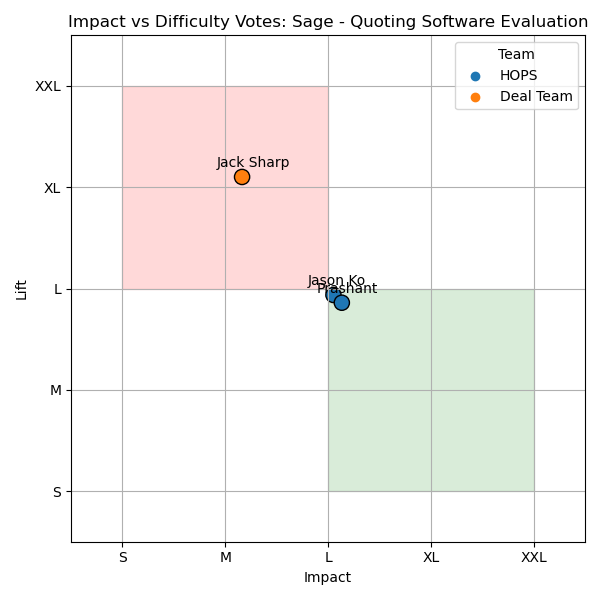 Impact vs Difficulty Votes: Sage - Quoting Software Evaluation
Team
HOPS
Deal Team
XXL
XL
L
M
S
Lift
Jack Sharp
Jason Ko
Prashant
S
M
L
XL
XXL
Impact